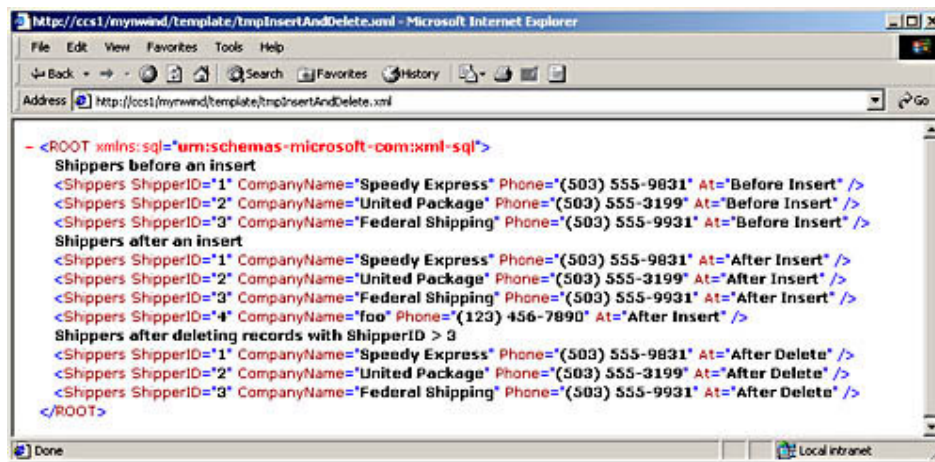 http://ccs1/mynwind/template/tmpInsertAndDelete.xml - Microsoft Internet Explorer
File Edit View Favorites Tools Help
Back Search Favorites History
Address http://ccs1/mynwind/template/tmpInsertAndDelete.xml Go
- <ROOT xmlns:sql="urn:schemas-microsoft-com:xml-sql">
Shippers before an insert
<Shippers ShipperID="1" CompanyName="Speedy Express" Phone="(503) 555-9831" At="Before Insert" />
<Shippers ShipperID="2" CompanyName="United Package" Phone="(503) 555-3199" At="Before Insert" />
<Shippers ShipperID="3" CompanyName="Federal Shipping" Phone="(503) 555-9931" At="Before Insert" />
Shippers after an insert
<Shippers ShipperID="1" CompanyName="Speedy Express" Phone="(503) 555-9831" At="After Insert" />
<Shippers ShipperID="2" CompanyName="United Package" Phone="(503) 555-3199" At="After Insert" />
<Shippers ShipperID="3" CompanyName="Federal Shipping" Phone="(503) 555-9931" At="After Insert" />
<Shippers ShipperID="4" CompanyName="foo" Phone="(123) 456-7890" At="After Insert" />
Shippers after deleting records with ShipperID > 3
<Shippers ShipperID="1" CompanyName="Speedy Express" Phone="(503) 555-9831" At="After Delete" />
<Shippers ShipperID="2" CompanyName="United Package" Phone="(503) 555-3199" At="After Delete" />
<Shippers ShipperID="3" CompanyName="Federal Shipping" Phone="(503) 555-9931" At="After Delete" />
</ROOT>
Done Local intranet